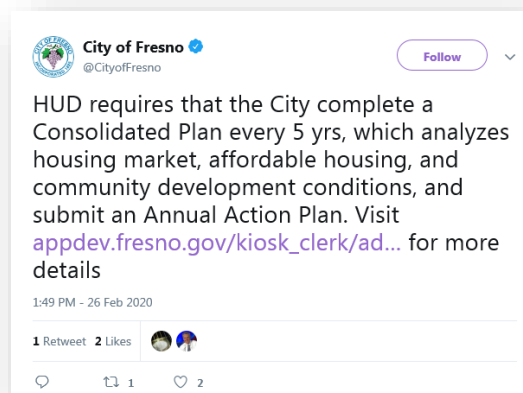 City of Fresno
@CityofFresno
Follow
HUD requires that the City complete a
Consolidated Plan every 5 yrs, which analyzes
housing market, affordable housing, and
community development conditions, and
submit an Annual Action Plan. Visit
appdev.fresno.gov/kiosk_clerk/ad... for more
details
1:49 PM - 26 Feb 2020
1 Retweet 2 Likes
1 2